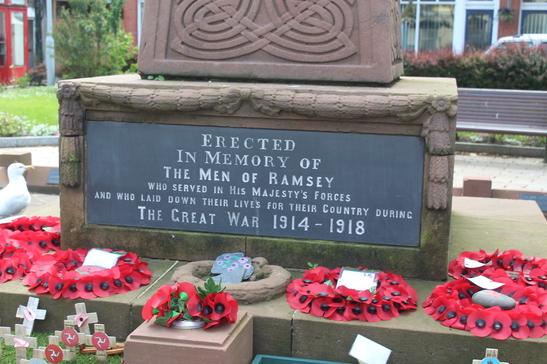 ERECTED
IN MEMORY OF
THE MEN OF RAMSEY
WHO SERVED IN HIS MAJESTY'S FORCES
AND WHO LAID DOWN THEIR LIVES FOR THEIR COUNTRY DURING
THE GREAT WAR 1914 - 1918